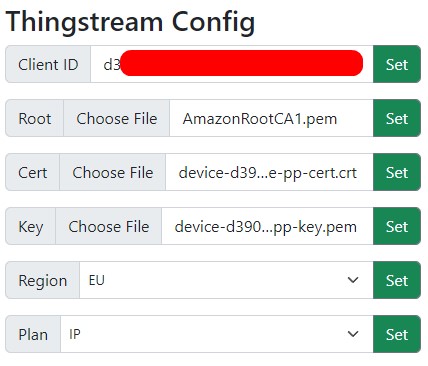 Thingstream Config
Client ID d3 Set
Root Choose File AmazonRootCA1.pem Set
Cert Choose File device-d39...e-pp-cert.crt Set
Key Choose File device-d390...pp-key.pem Set
Region EU Set
Plan IP Set